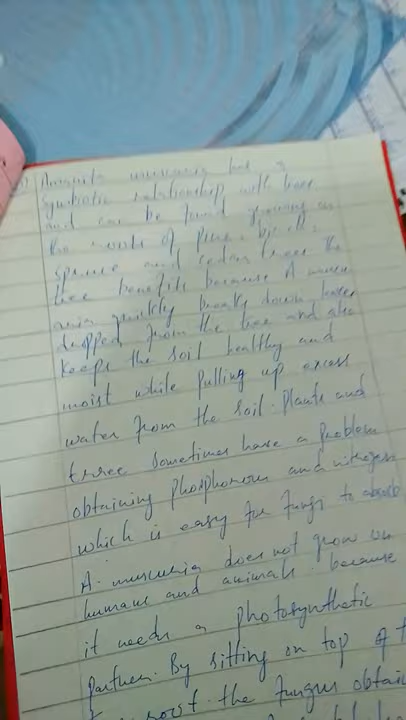 Amanita muscaria has a
symbiotic relationship with trees
and can be found growing on
the roots of pine,
spruce and cedar trees the
tree benefits because A musca
aria quickly breaks down leaves
dropped from the tree and also
keeps the soil healthy and
moist while pulling up excess
water from the soil. Plants and
trees sometimes have a problem
obtaining phosphorous and nitrogen
which is easy for fungi to absorb
A. muscaria does not grow on
humans and animals because
it needs a photosynthetic
partner. By sitting on top of t
host the fungus obtai